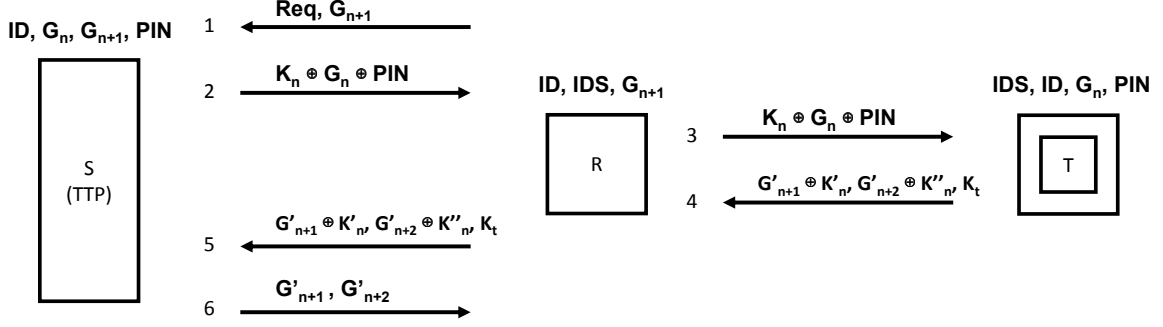 1 Req, Gₙ₊₁
ID, Gₙ, Gₙ₊₁, PIN
2 Kₙ ⊕ Gₙ ⊕ PIN
ID, IDS, Gₙ₊₁
IDS, ID, Gₙ, PIN
3 Kₙ ⊕ Gₙ ⊕ PIN
S
(TTP)
R
T
4 G'ₙ₊₁ ⊕ K'ₙ, G'ₙ₊₂ ⊕ K''ₙ, Kₜ
5 G'ₙ₊₁ ⊕ K'ₙ, G'ₙ₊₂ ⊕ K''ₙ, Kₜ
6 G'ₙ₊₁ , G'ₙ₊₂